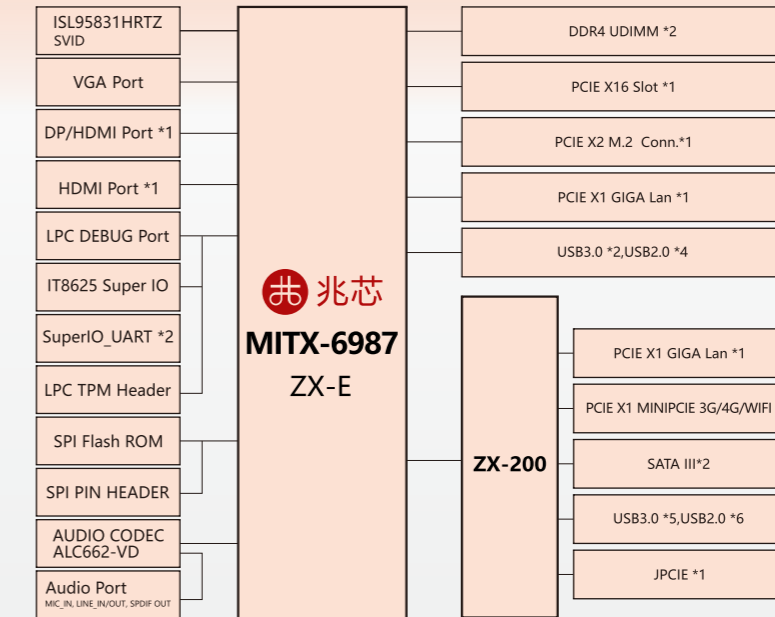 ISL95831HRTZ
SVID
VGA Port
DP/HDMI Port *1
HDMI Port *1
LPC DEBUG Port
IT8625 Super IO
SuperIO_UART *2
LPC TPM Header
SPI Flash ROM
SPI PIN HEADER
AUDIO CODEC
ALC662-VD
Audio Port
MIC_IN, LINE_IN/OUT, SPDIF OUT
兆芯
MITX-6987
ZX-E
DDR4 UDIMM *2
PCIE X16 Slot *1
PCIE X2 M.2 Conn.*1
PCIE X1 GIGA Lan *1
USB3.0 *2,USB2.0 *4
ZX-200
PCIE X1 GIGA Lan *1
PCIE X1 MINIPCIE 3G/4G/WIFI
SATA III*2
USB3.0 *5,USB2.0 *6
JPCIE *1